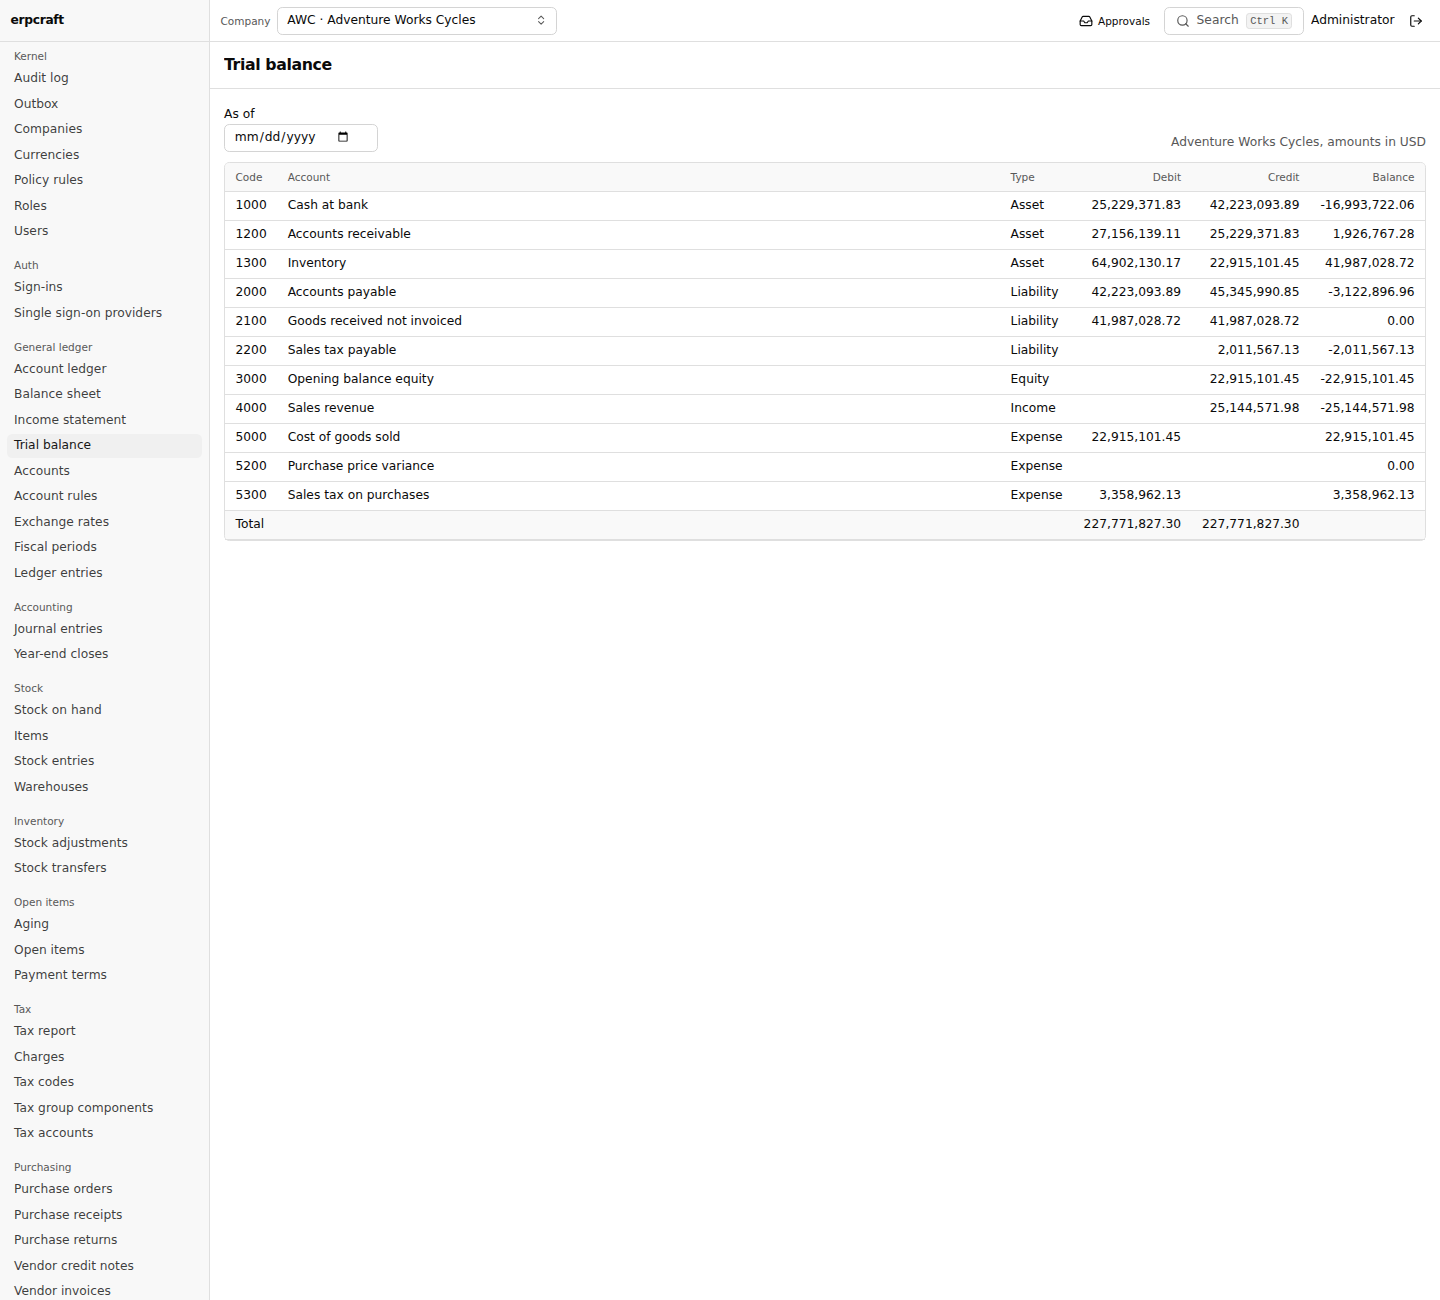 erpcraft
Company AWC · Adventure Works Cycles Approvals Search Ctrl K Administrator
Kernel
Audit log
Outbox
Companies
Currencies
Policy rules
Roles
Users
Auth
Sign-ins
Single sign-on providers
General ledger
Account ledger
Balance sheet
Income statement
Trial balance
Accounts
Account rules
Exchange rates
Fiscal periods
Ledger entries
Accounting
Journal entries
Year-end closes
Stock
Stock on hand
Items
Stock entries
Warehouses
Inventory
Stock adjustments
Stock transfers
Open items
Aging
Open items
Payment terms
Tax
Tax report
Charges
Tax codes
Tax group components
Tax accounts
Purchasing
Purchase orders
Purchase receipts
Purchase returns
Vendor credit notes
Vendor invoices
Trial balance
As of
mm/dd/yyyy
Adventure Works Cycles, amounts in USD
Code Account Type Debit Credit Balance
1000 Cash at bank Asset 25,229,371.83 42,223,093.89 -16,993,722.06
1200 Accounts receivable Asset 27,156,139.11 25,229,371.83 1,926,767.28
1300 Inventory Asset 64,902,130.17 22,915,101.45 41,987,028.72
2000 Accounts payable Liability 42,223,093.89 45,345,990.85 -3,122,896.96
2100 Goods received not invoiced Liability 41,987,028.72 41,987,028.72 0.00
2200 Sales tax payable Liability 2,011,567.13 -2,011,567.13
3000 Opening balance equity Equity 22,915,101.45 -22,915,101.45
4000 Sales revenue Income 25,144,571.98 -25,144,571.98
5000 Cost of goods sold Expense 22,915,101.45 22,915,101.45
5200 Purchase price variance Expense 0.00
5300 Sales tax on purchases Expense 3,358,962.13 3,358,962.13
Total 227,771,827.30 227,771,827.30